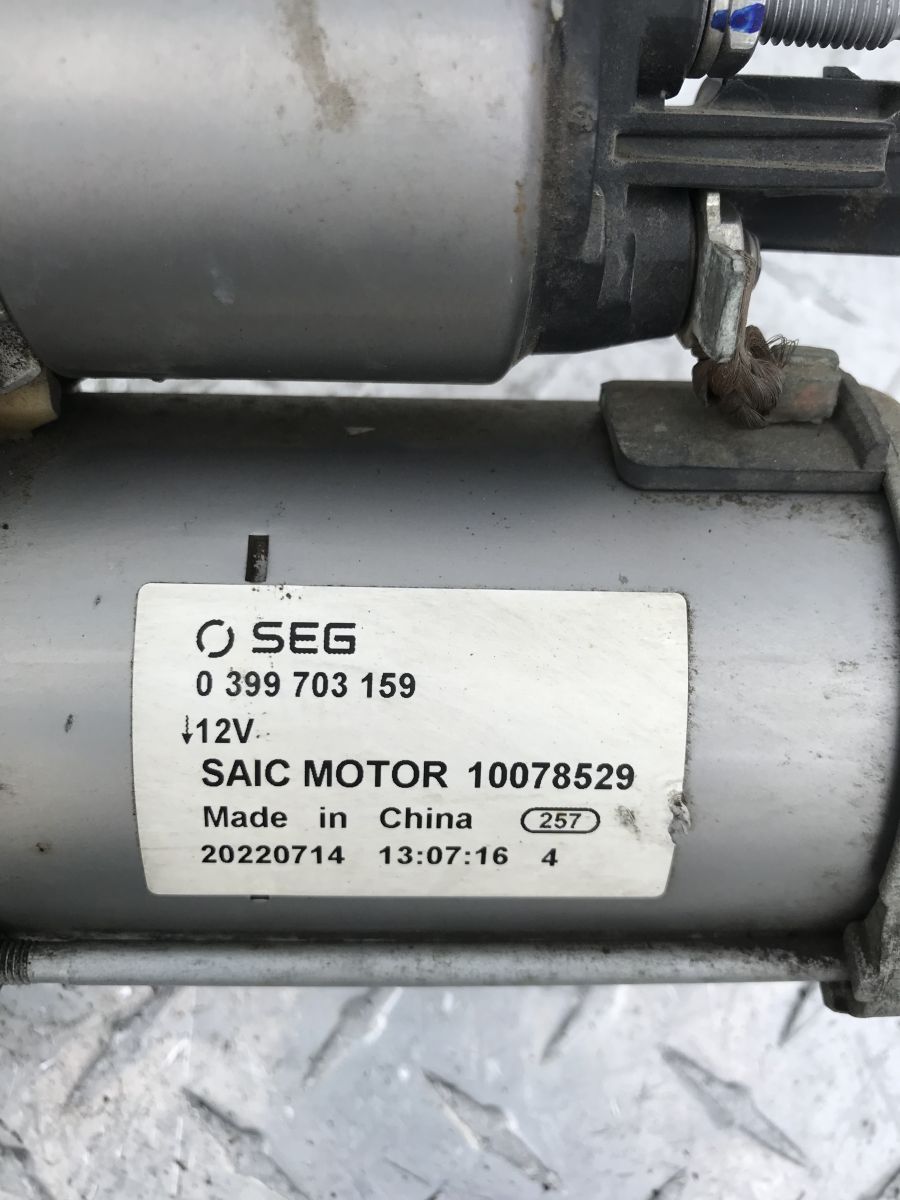 SEG
0 399 703 159
↓12V
SAIC MOTOR 10078529
Made in China 257
20220714 13:07:16 4